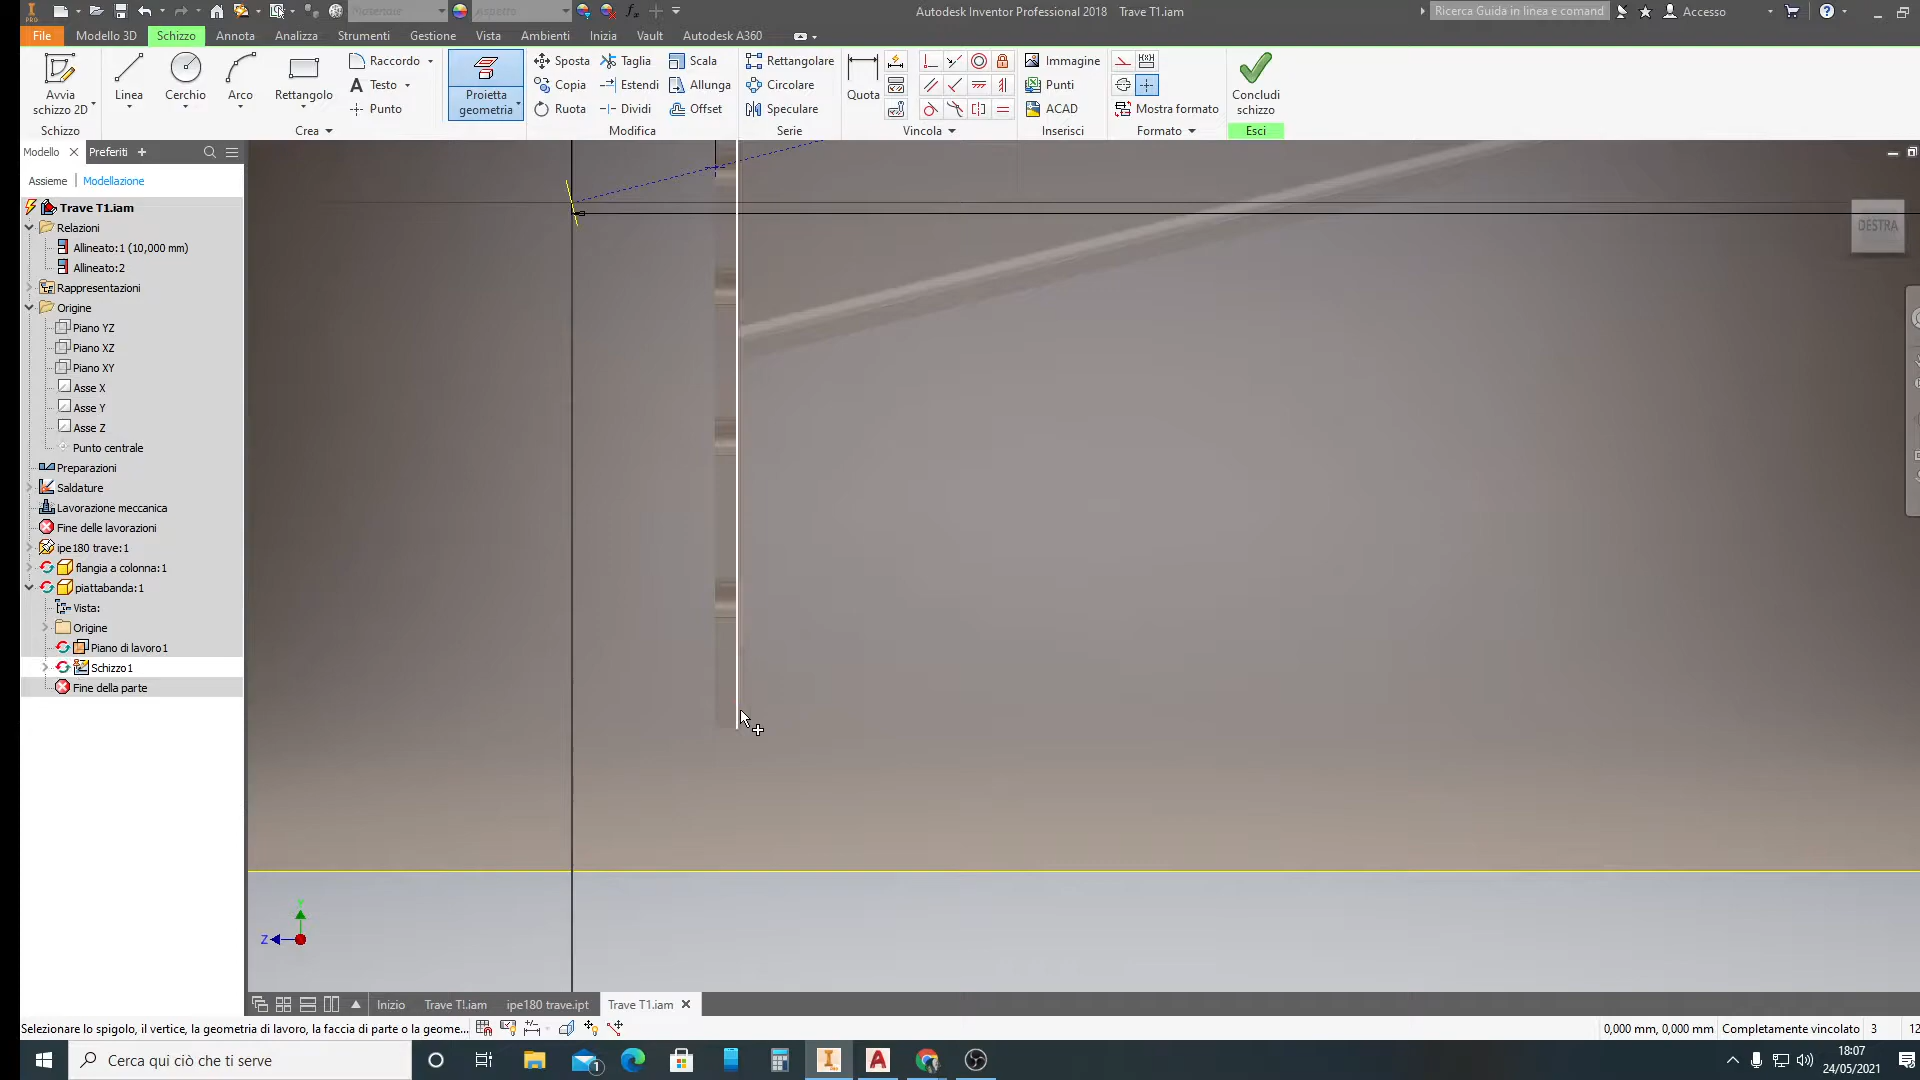 Materiale
Aspetto
Autodesk Inventor Professional 2018 Trave T1.iam
Ricerca Guida in linea e comand
Accesso
PRO
File
Modello 3D
Schizzo
Annota
Analizza
Strumenti
Gestione
Vista
Ambienti
Inizia
Vault
Autodesk A360
Avvia
schizzo 2D
Linea
Cerchio
Arco
Rettangolo
Raccordo
Testo
Punto
Proietta
geometria
Sposta
Copia
Ruota
Taglia
Estendi
Dividi
Scala
Allunga
Offset
Rettangolare
Circolare
Speculare
Quota
Immagine
Punti
ACAD
Mostra formato
Concludi
schizzo
Schizzo
Crea
Modifica
Serie
Vincola
Inserisci
Formato
Esci
Modello
Preferiti
Assieme
Modellazione
Trave T1.iam
Relazioni
Allineato:1 (10,000 mm)
Allineato:2
Rappresentazioni
Origine
Piano YZ
Piano XZ
Piano XY
Asse X
Asse Y
Asse Z
Punto centrale
Preparazioni
Saldature
Lavorazione meccanica
Fine delle lavorazioni
ipe180 trave:1
flangia a colonna:1
piattabanda:1
Vista:
Origine
Piano di lavoro1
Schizzo1
Fine della parte
DESTRA
Y
Z
Inizio
Trave T!.iam
ipe180 trave.ipt
Trave T1.iam
Selezionare lo spigolo, il vertice, la geometria di lavoro, la faccia di parte o la geome...
0,000 mm, 0,000 mm
Completamente vincolato
3
12
Cerca qui ciò che ti serve
1
18:07
24/05/2021